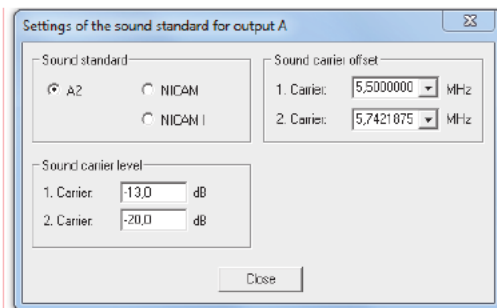 Settings of the sound standard for output A
Sound standard
A2
NICAM
NICAM I
Sound carrier offset
1. Carrier: 5,5000000 MHz
2. Carrier: 5,7421875 MHz
Sound carrier level
1. Carrier: -13,0 dB
2. Carrier: -20,0 dB
Close